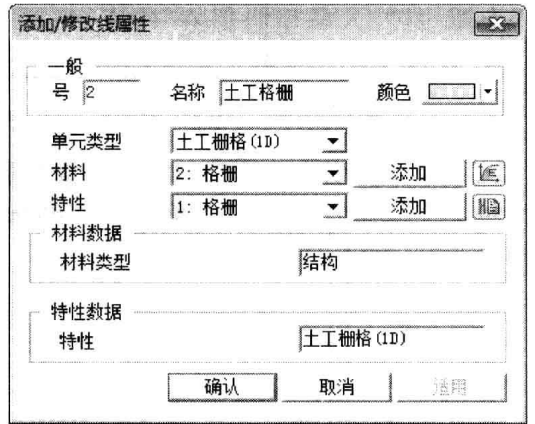 添加/修改线属性
一般
号 2 名称 土工格栅 颜色
单元类型 土工栅格(1D)
材料 2: 格栅 添加
特性 1: 格栅 添加
材料数据
材料类型 结构
特性数据
特性 土工栅格(1D)
确认 取消 适用